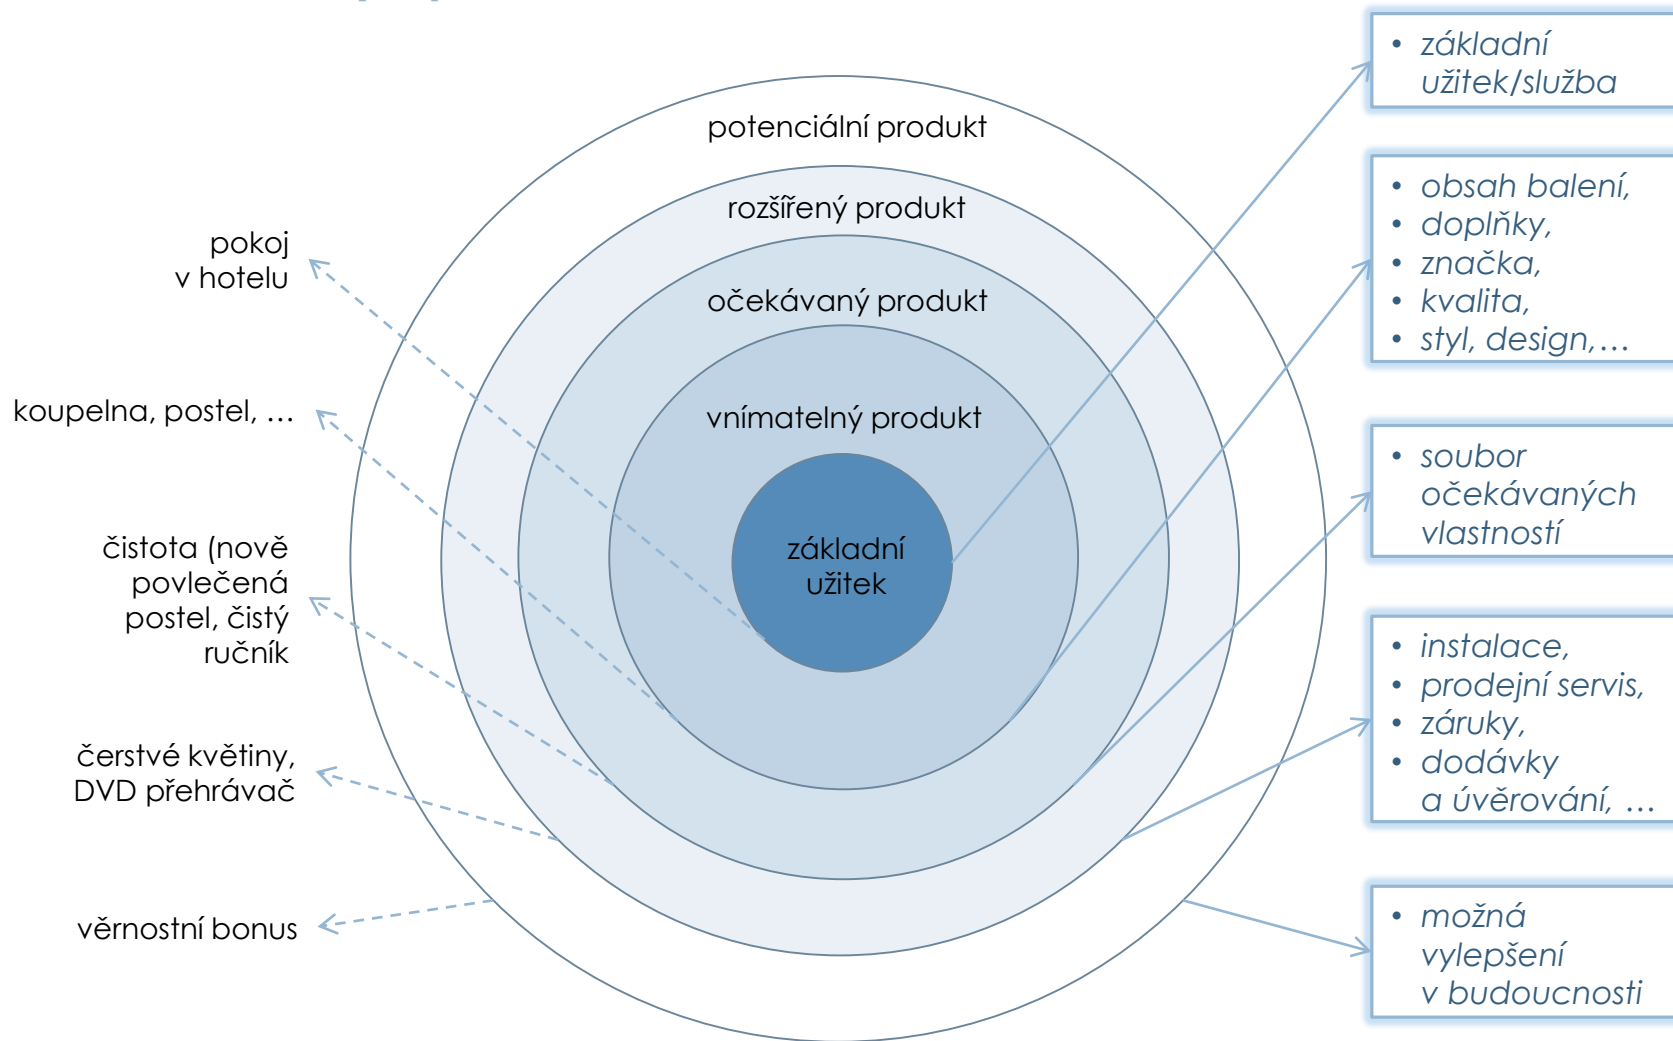 potenciální produkt
rozšířený produkt
očekávaný produkt
vnímatelný produkt
základní
užitek
pokoj
v hotelu
koupelna, postel, …
čistota (nově
povlečená
postel, čistý
ručník
čerstvé květiny,
DVD přehrávač
věrnostní bonus
• základní
užitek/služba
• obsah balení,
• doplňky,
• značka,
• kvalita,
• styl, design,…
• soubor
očekávaných
vlastností
• instalace,
• prodejní servis,
• záruky,
• dodávky
a úvěrování, …
• možná
vylepšení
v budoucnosti